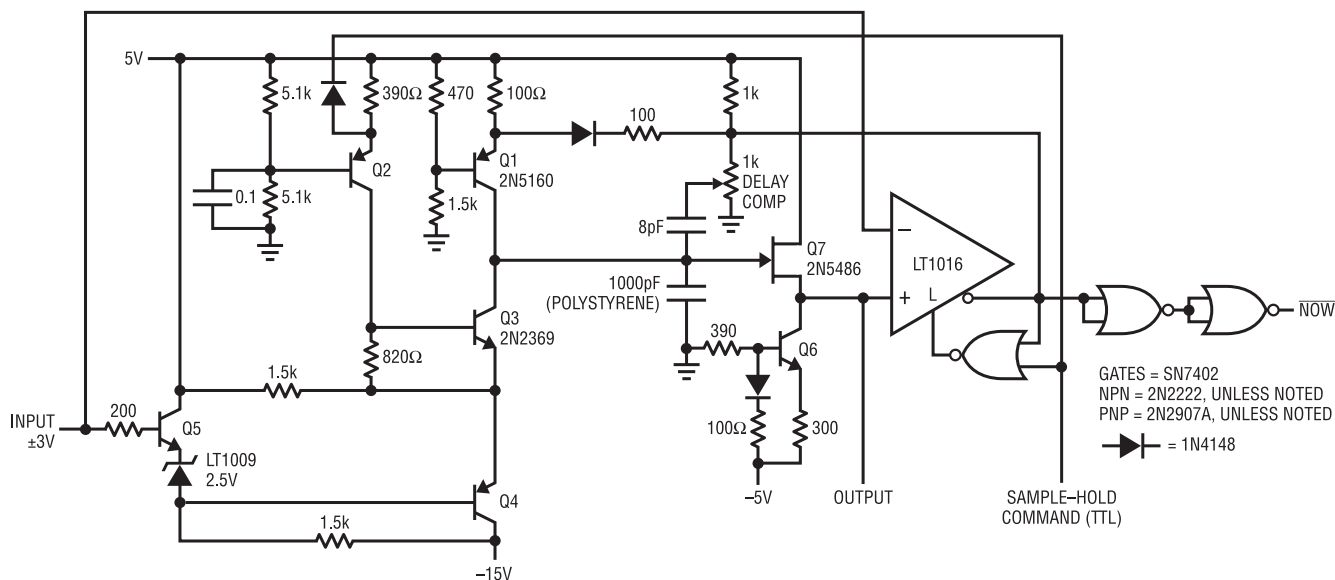 5V
5.1k
390Ω
470
100Ω
1k
100
Q2
Q1
2N5160
1k
DELAY
COMP
0.1
5.1k
1.5k
8pF
Q7
2N5486
−
LT1016
+
L
1000pF
(POLYSTYRENE)
Q3
2N2369
NOW
820Ω
390
Q6
1.5k
GATES = SN7402
NPN = 2N2222, UNLESS NOTED
PNP = 2N2907A, UNLESS NOTED
= 1N4148
INPUT
±3V
200
Q5
100Ω
300
LT1009
2.5V
Q4
–5V
OUTPUT
SAMPLE–HOLD
COMMAND (TTL)
1.5k
–15V